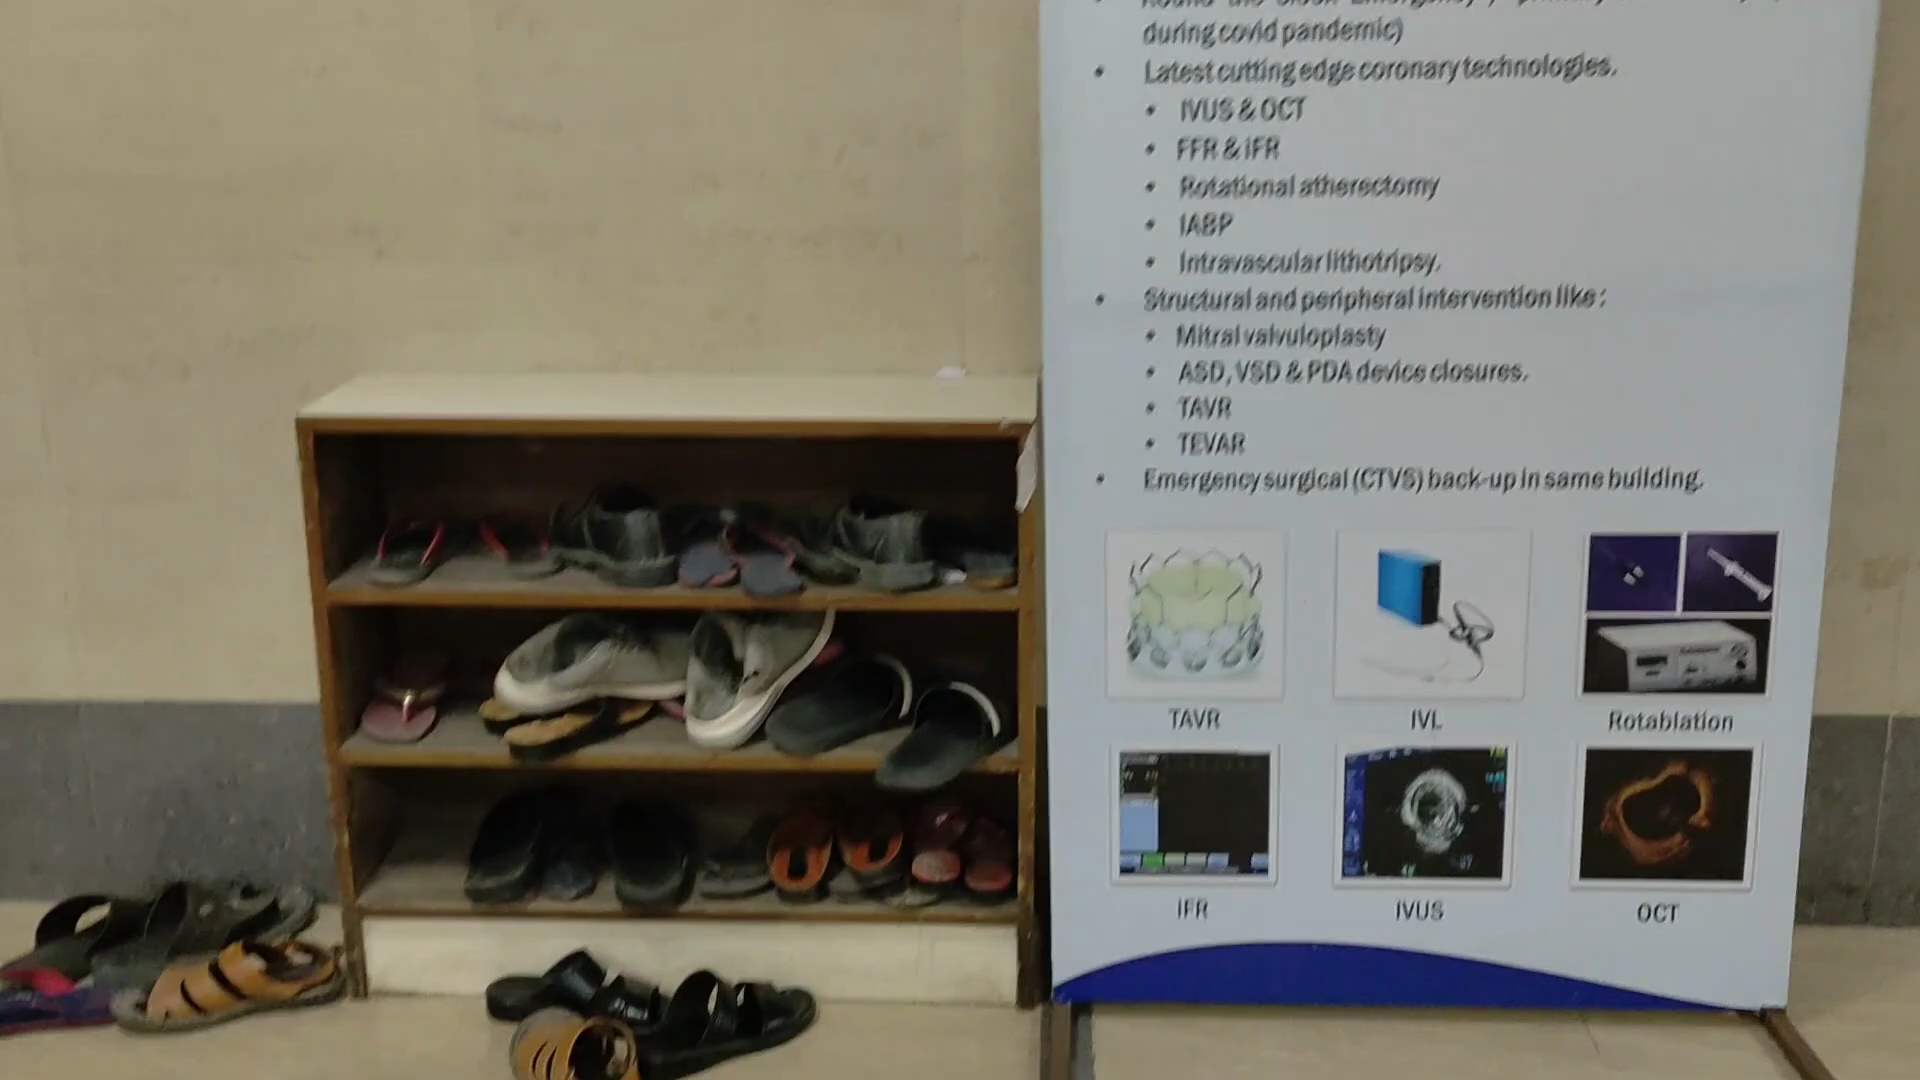 during covid pandemic)
• Latest cutting edge coronary technologies.
• IVUS & OCT
• FFR & iFR
• Rotational atherectomy
• IABP
• Intravascular lithotripsy.
• Structural and peripheral intervention like :
• Mitral valvuloplasty
• ASD, VSD & PDA device closures.
• TAVR
• TEVAR
• Emergency surgical (CTVS) back-up in same building.
TAVR IVL Rotablation
IFR IVUS OCT